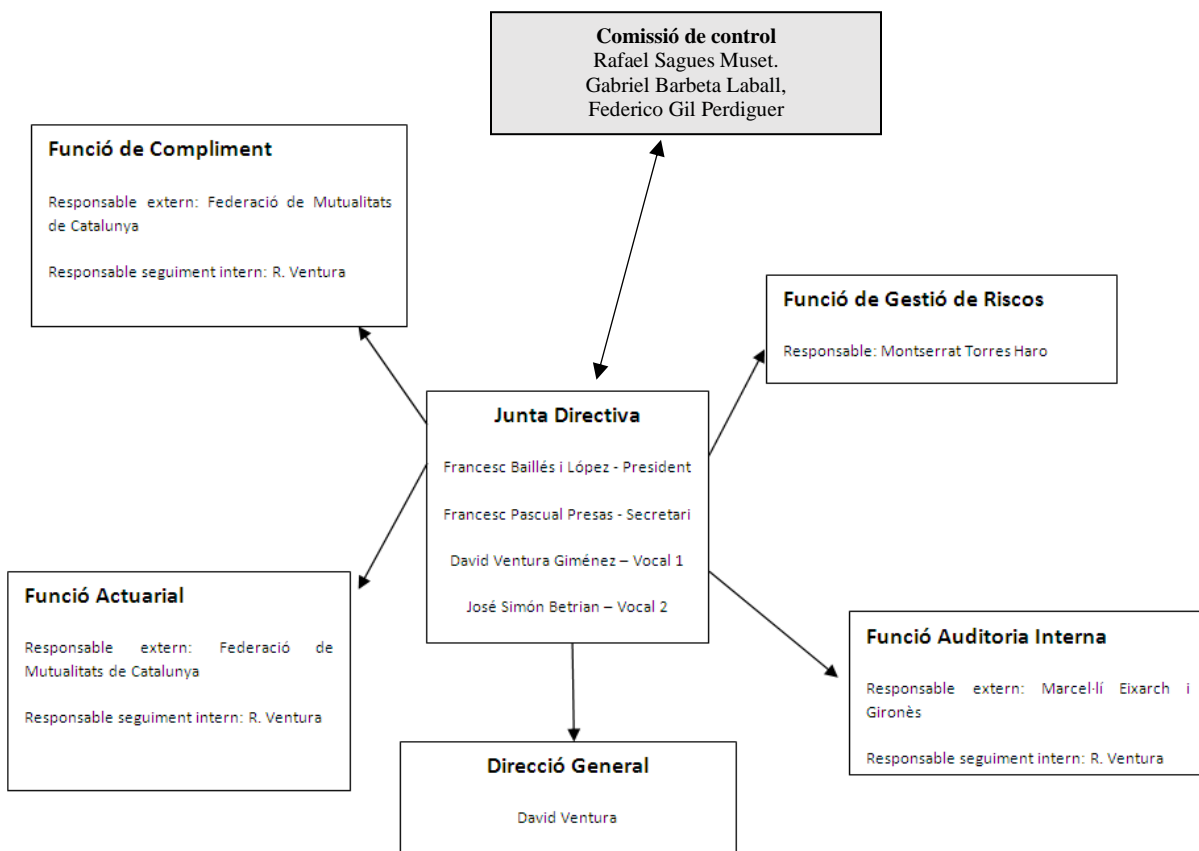 Comissió de control
Rafael Sagues Muset.
Gabriel Barbeta Laball,
Federico Gil Perdiguer
Funció de Compliment
Responsable extern: Federació de Mutualitats
de Catalunya
Responsable seguiment intern: R. Ventura
Funció de Gestió de Riscos
Responsable: Montserrat Torres Haro
Junta Directiva
Francesc Baillés i López - President
Francesc Pascual Presas - Secretari
David Ventura Giménez – Vocal 1
José Simón Betrian – Vocal 2
Funció Actuarial
Responsable extern: Federació de
Mutualitats de Catalunya
Responsable seguiment intern: R. Ventura
Funció Auditoria Interna
Responsable extern: Marcel·lí Eixarch i
Gironès
Responsable seguiment intern: R. Ventura
Direcció General
David Ventura